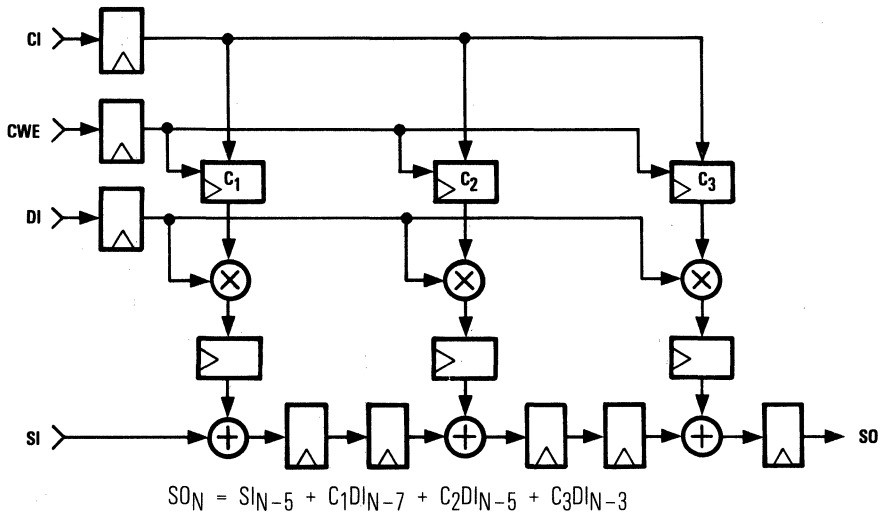 CI
CWE
C1 C2 C3
DI
SI
SO
SON = SIN−5 + C1DIN−7 + C2DIN−5 + C3DIN−3